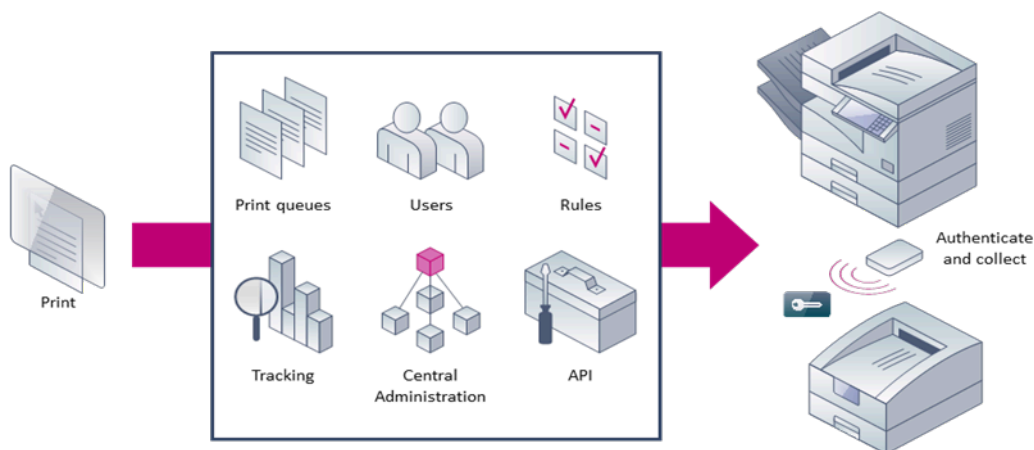 Print
Print queues
Users
Rules
Tracking
Central
Administration
API
Authenticate
and collect